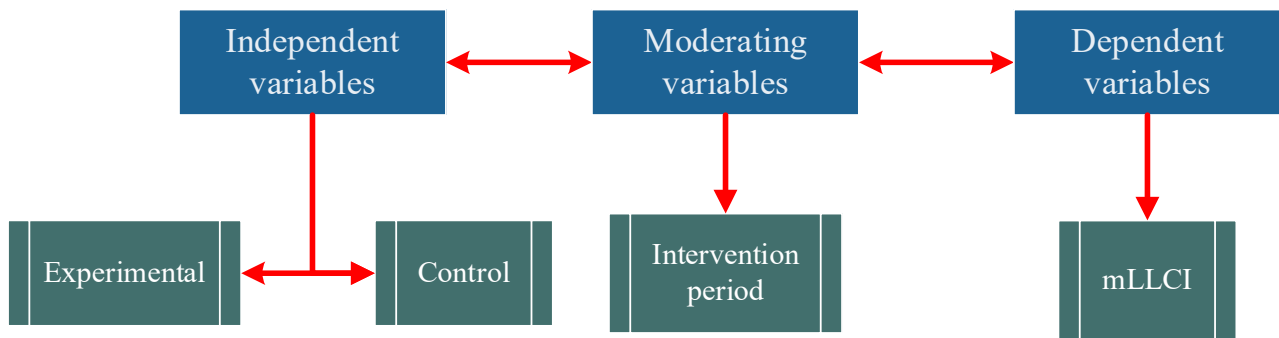 Independent
variables
Moderating
variables
Dependent
variables
Experimental
Control
Intervention
period
mLLCI